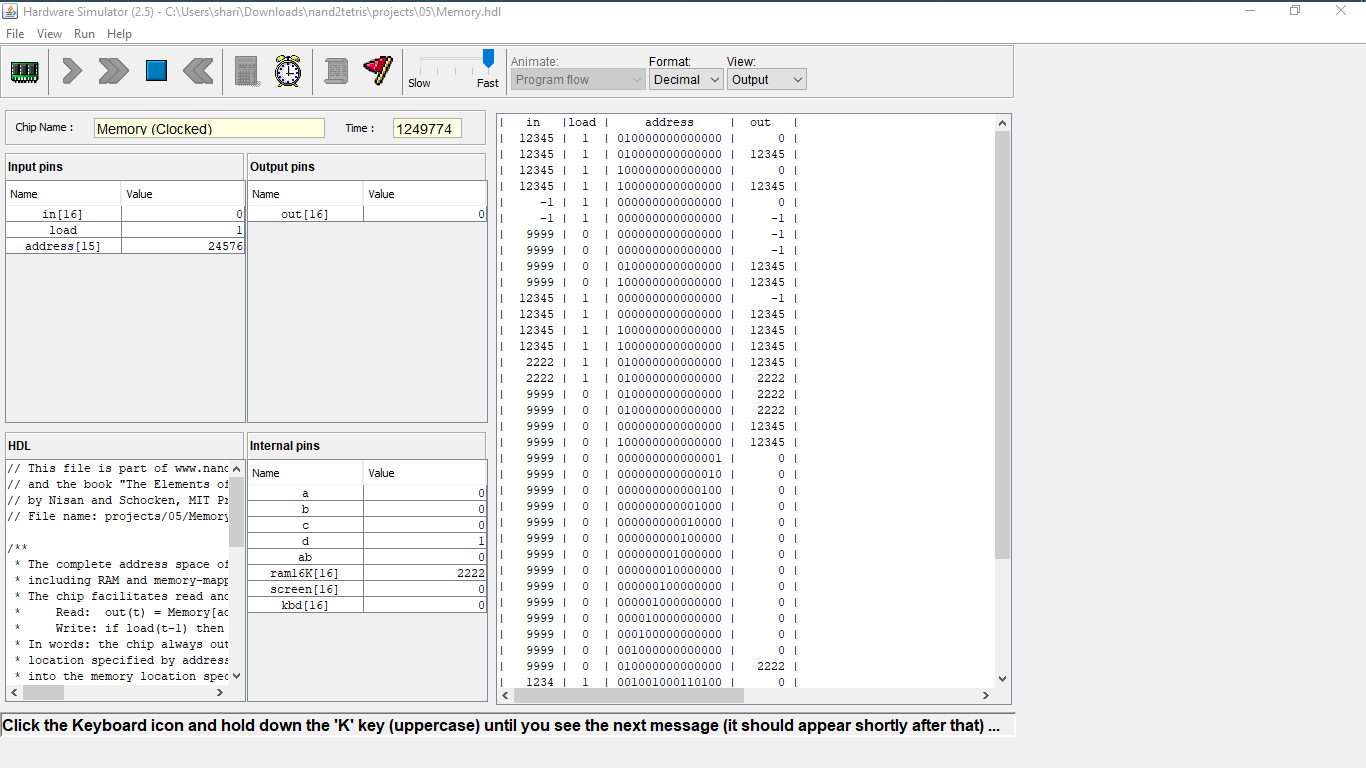 Hardware Simulator (2.5) - C:\Users\shari\Downloads\nand2tetris\projects\05\Memory.hdl
File View Run Help
Slow Fast
Animate: Format: View:
Program flow Decimal Output
Chip Name : Memory (Clocked) Time : 1249774
Input pins
Name Value
in[16] 0
load 1
address[15] 24576
Output pins
Name Value
out[16] 0
HDL
// This file is part of www.nand
// and the book "The Elements of
// by Nisan and Schocken, MIT Pr
// File name: projects/05/Memory
/**
* The complete address space of
* including RAM and memory-mapp
* The chip facilitates read and
* Read: out(t) = Memory[ad
* Write: if load(t-1) then
* In words: the chip always out
* location specified by address
* into the memory location spec
Internal pins
Name Value
a 0
b 0
c 0
d 1
ab 0
ram16K[16] 2222
screen[16] 0
kbd[16] 0
| in |load | address | out |
| 12345 | 1 | 010000000000000 | 0 |
| 12345 | 1 | 010000000000000 | 12345 |
| 12345 | 1 | 100000000000000 | 0 |
| 12345 | 1 | 100000000000000 | 12345 |
| -1 | 1 | 000000000000000 | 0 |
| -1 | 1 | 000000000000000 | -1 |
| 9999 | 0 | 000000000000000 | -1 |
| 9999 | 0 | 000000000000000 | -1 |
| 9999 | 0 | 010000000000000 | 12345 |
| 9999 | 0 | 100000000000000 | 12345 |
| 12345 | 1 | 000000000000000 | -1 |
| 12345 | 1 | 000000000000000 | 12345 |
| 12345 | 1 | 100000000000000 | 12345 |
| 12345 | 1 | 100000000000000 | 12345 |
| 2222 | 1 | 010000000000000 | 12345 |
| 2222 | 1 | 010000000000000 | 2222 |
| 9999 | 0 | 010000000000000 | 2222 |
| 9999 | 0 | 010000000000000 | 2222 |
| 9999 | 0 | 000000000000000 | 12345 |
| 9999 | 0 | 100000000000000 | 12345 |
| 9999 | 0 | 000000000000001 | 0 |
| 9999 | 0 | 000000000000010 | 0 |
| 9999 | 0 | 000000000000100 | 0 |
| 9999 | 0 | 000000000001000 | 0 |
| 9999 | 0 | 000000000010000 | 0 |
| 9999 | 0 | 000000000100000 | 0 |
| 9999 | 0 | 000000001000000 | 0 |
| 9999 | 0 | 000000010000000 | 0 |
| 9999 | 0 | 000000100000000 | 0 |
| 9999 | 0 | 000001000000000 | 0 |
| 9999 | 0 | 000010000000000 | 0 |
| 9999 | 0 | 000100000000000 | 0 |
| 9999 | 0 | 001000000000000 | 0 |
| 9999 | 0 | 010000000000000 | 2222 |
| 1234 | 1 | 001001000110100 | 0 |
Click the Keyboard icon and hold down the 'K' key (uppercase) until you see the next message (it should appear shortly after that) ...